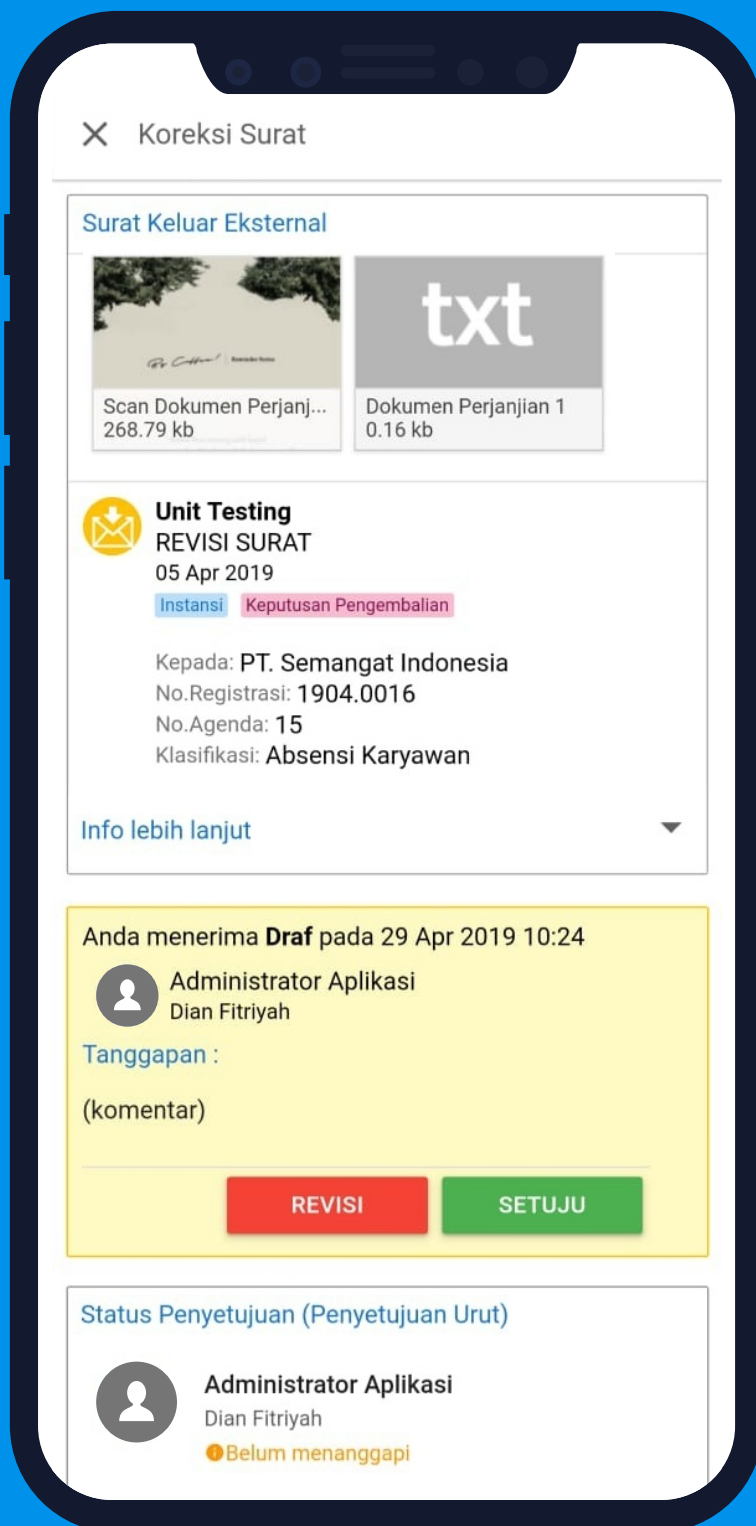 Koreksi Surat
Surat Keluar Eksternal
txt
Scan Dokumen Perjanj...
268.79 kb
Dokumen Perjanjian 1
0.16 kb
Unit Testing
REVISI SURAT
05 Apr 2019
Instansi Keputusan Pengembalian
Kepada: PT. Semangat Indonesia
No.Registrasi: 1904.0016
No.Agenda: 15
Klasifikasi: Absensi Karyawan
Info lebih lanjut
Anda menerima Draf pada 29 Apr 2019 10:24
Administrator Aplikasi
Dian Fitriyah
Tanggapan :
(komentar)
REVISI SETUJU
Status Penyetujuan (Penyetujuan Urut)
Administrator Aplikasi
Dian Fitriyah
Belum menanggapi